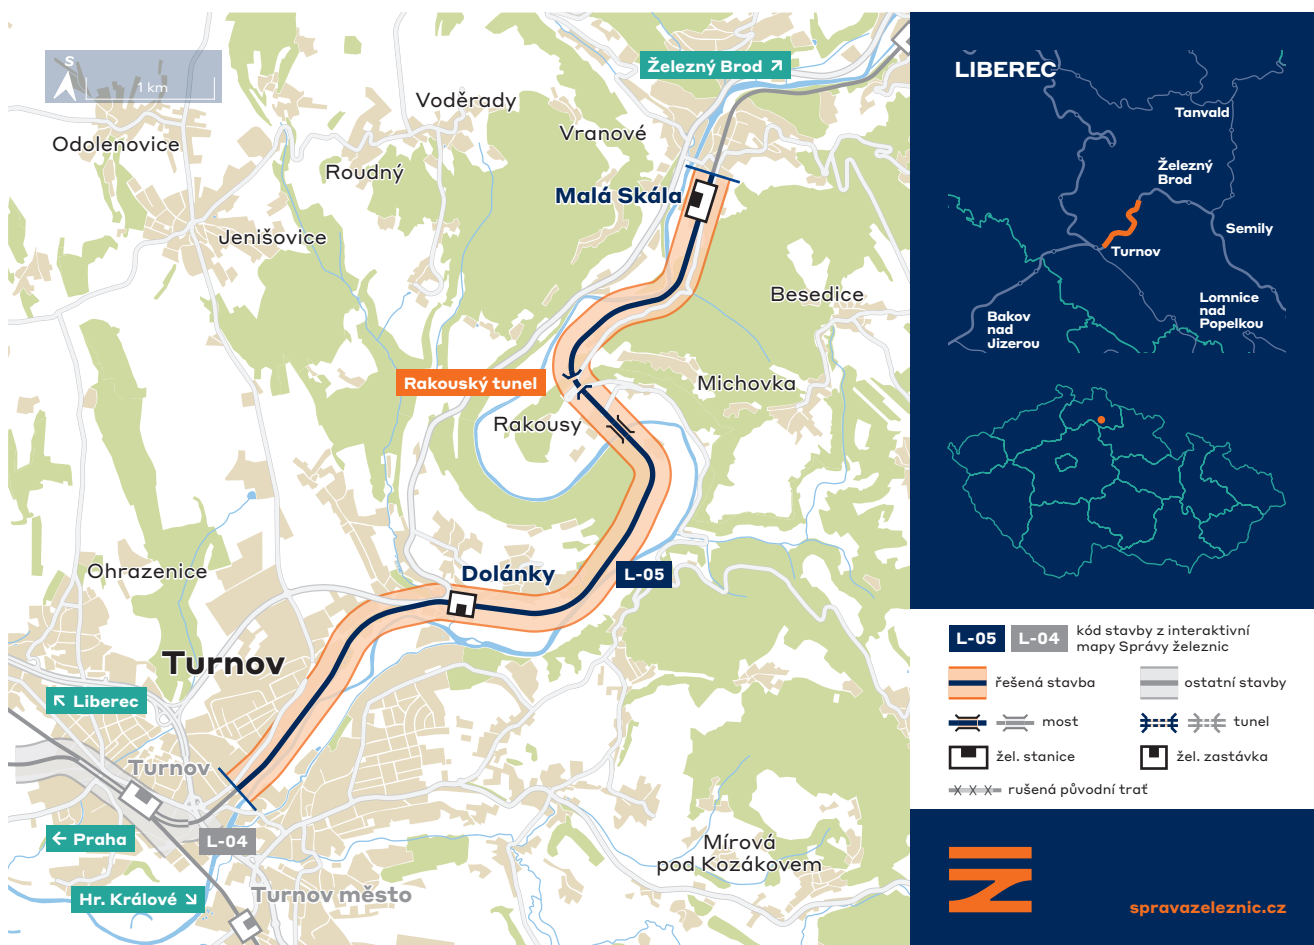 S
1 km
Železný Brod
Voděrady
Odolenovice
Vranové
Roudný
Malá Skála
Jenišovice
Besedice
Rakouský tunel
Michovka
Rakousy
Ohrazenice
Dolánky
L-05
Turnov
Liberec
Turnov
Praha
L-04
Mírová
pod Kozákovem
Hr. Králové
Turnov město
LIBEREC
Tanvald
Železný
Brod
Semily
Turnov
Lomnice
nad
Popelkou
Bakov
nad
Jizerou
L-05 L-04 kód stavby z interaktivní
mapy Správy železnic
řešená stavba
ostatní stavby
most
tunel
žel. stanice
žel. zastávka
rušená původní trať
spravazeleznic.cz